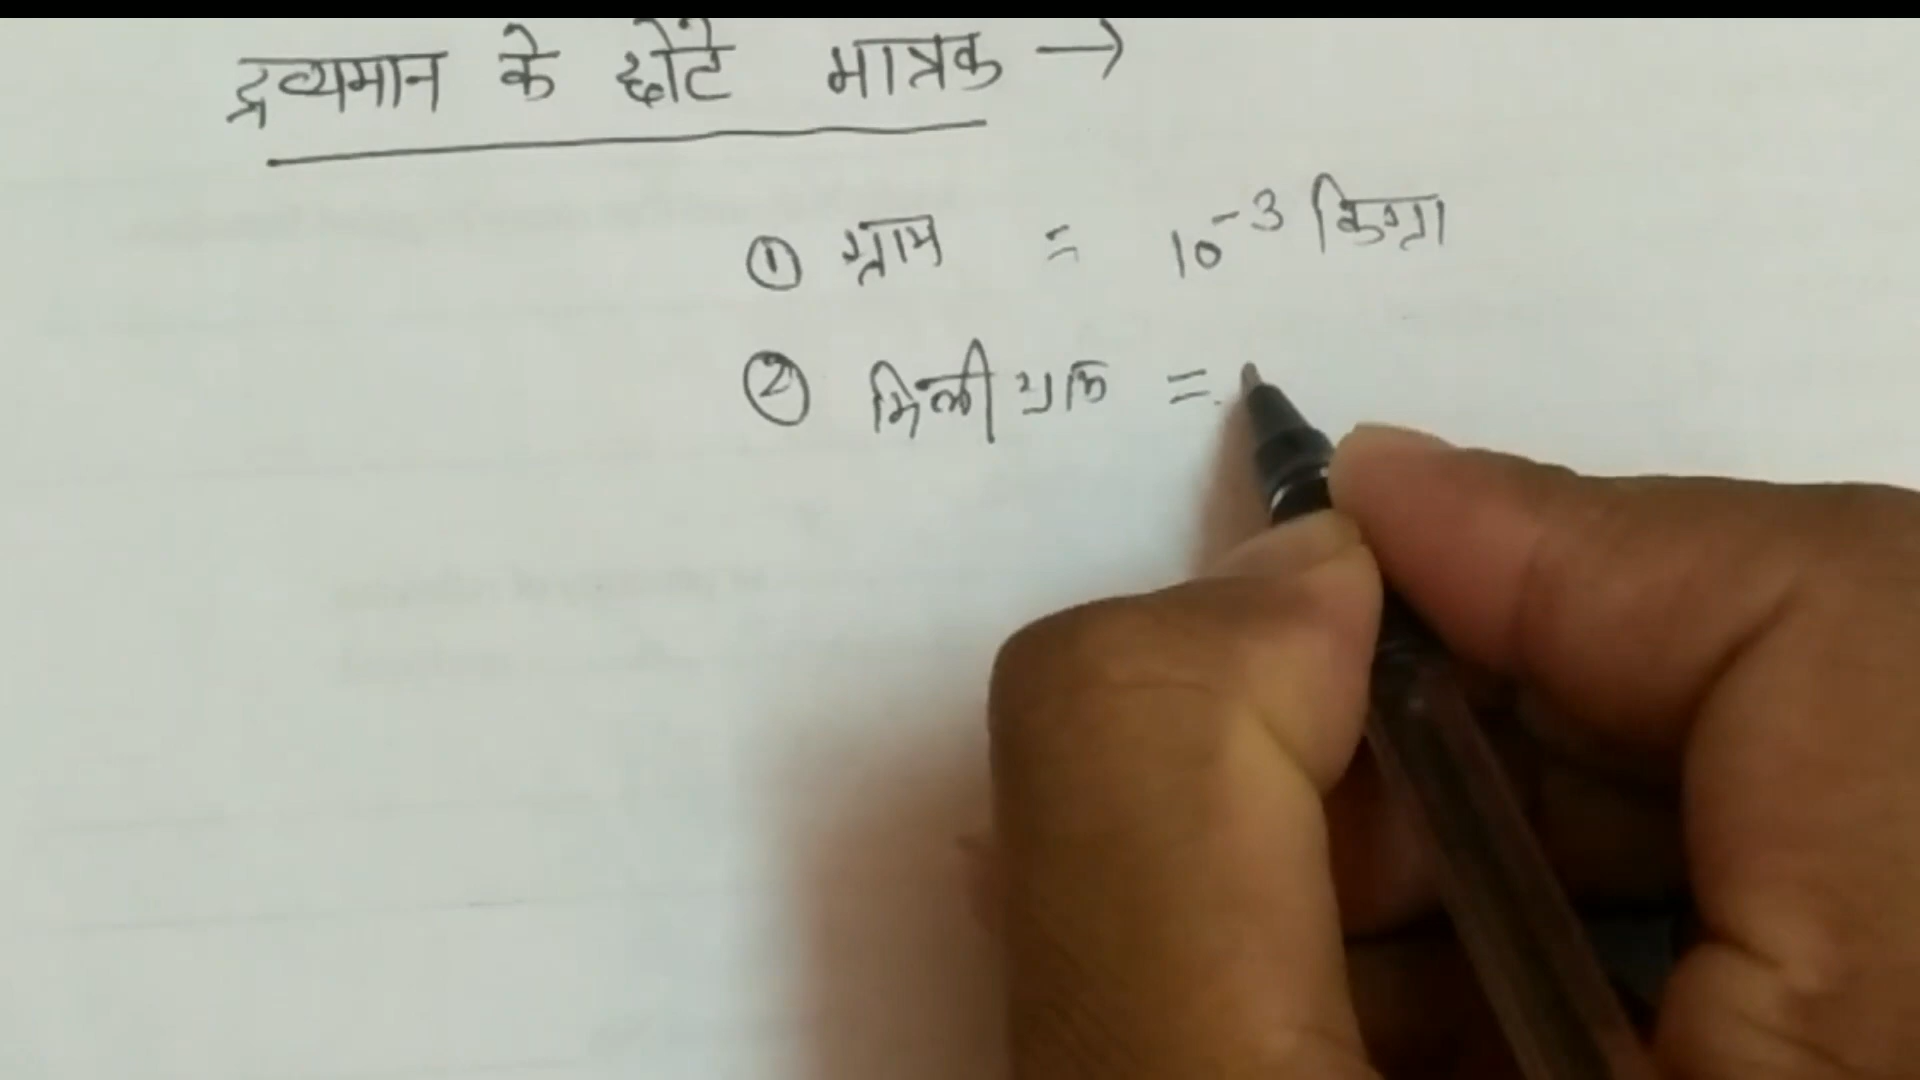 द्रव्यमान के छोटे मात्रक →
① ग्राम = 10⁻³ किग्रा
② मिलीग्राम =